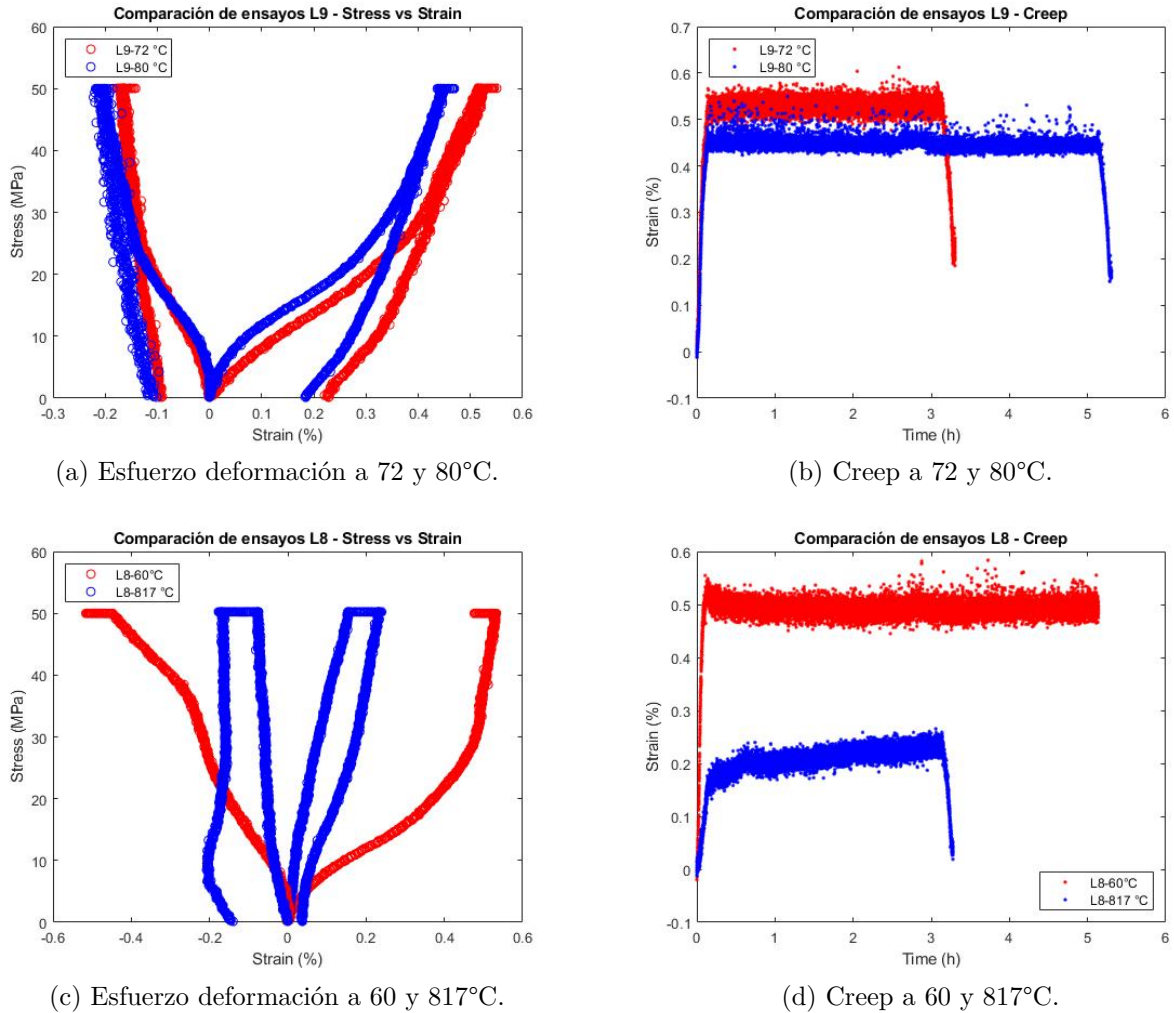 Comparación de ensayos L9 - Stress vs Strain
60
50
40
30
20
10
0
Stress (MPa)
L9-72 °C
L9-80 °C
-0.3 -0.2 -0.1 0 0.1 0.2 0.3 0.4 0.5 0.6
Strain (%)
(a) Esfuerzo deformación a 72 y 80°C.
Comparación de ensayos L9 - Creep
0.7
0.6
0.5
0.4
0.3
0.2
0.1
0
-0.1
Strain (%)
L9-72 °C
L9-80 °C
0 1 2 3 4 5 6
Time (h)
(b) Creep a 72 y 80°C.
Comparación de ensayos L8 - Stress vs Strain
60
50
40
30
20
10
0
Stress (MPa)
L8-60°C
L8-817 °C
-0.6 -0.4 -0.2 0 0.2 0.4 0.6
Strain (%)
(c) Esfuerzo deformación a 60 y 817°C.
Comparación de ensayos L8 - Creep
0.6
0.5
0.4
0.3
0.2
0.1
0
-0.1
Strain (%)
L8-60°C
L8-817 °C
0 1 2 3 4 5 6
Time (h)
(d) Creep a 60 y 817°C.